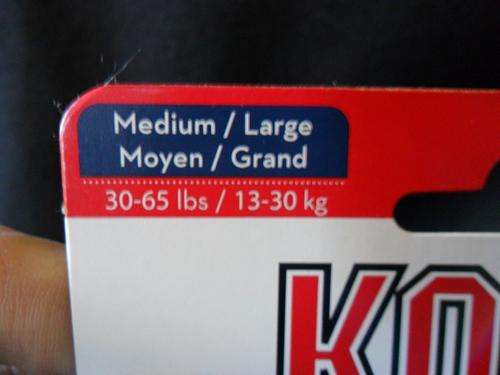 Medium / Large
Moyen / Grand
30-65 lbs / 13-30 kg
KO